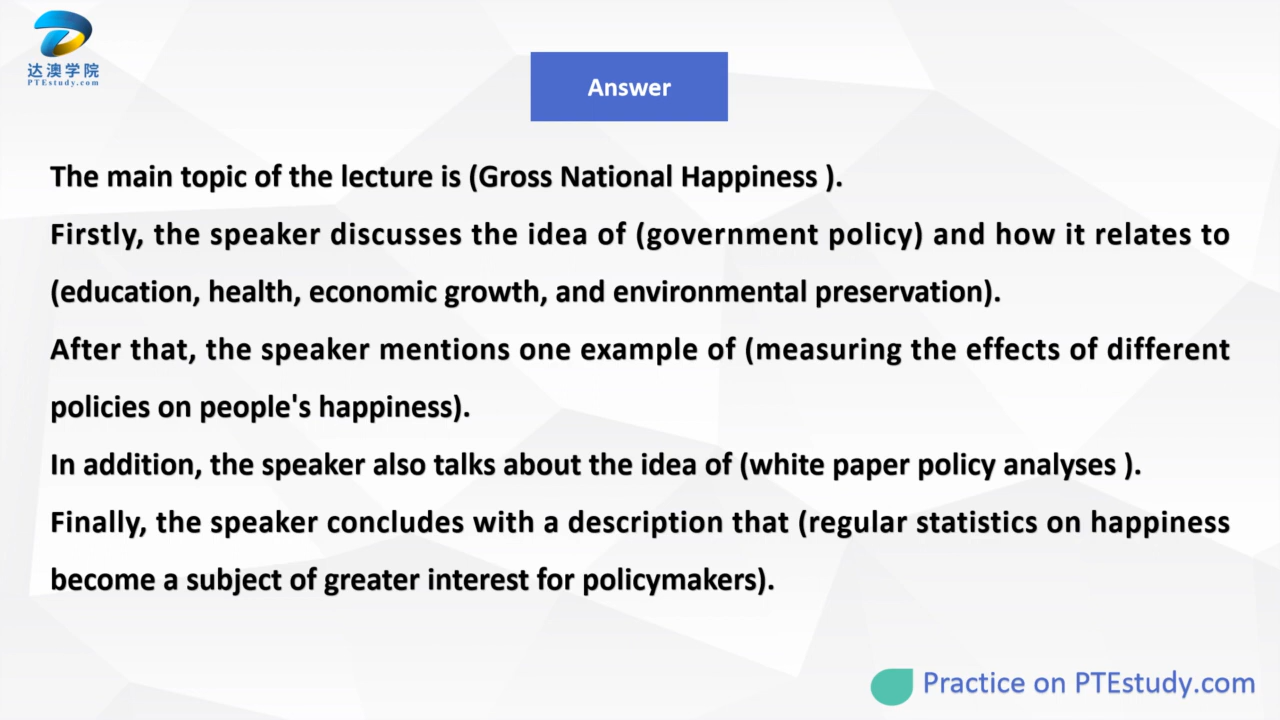 达澳学院
PTEstudy.com
Answer
The main topic of the lecture is (Gross National Happiness ).
Firstly, the speaker discusses the idea of (government policy) and how it relates to
(education, health, economic growth, and environmental preservation).
After that, the speaker mentions one example of (measuring the effects of different
policies on people's happiness).
In addition, the speaker also talks about the idea of (white paper policy analyses ).
Finally, the speaker concludes with a description that (regular statistics on happiness
become a subject of greater interest for policymakers).
Practice on PTEstudy.com